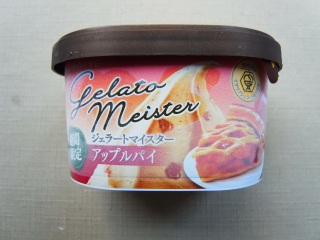 Gelato
Meister
ジェラートマイスター
期間
限定
アップルパイ